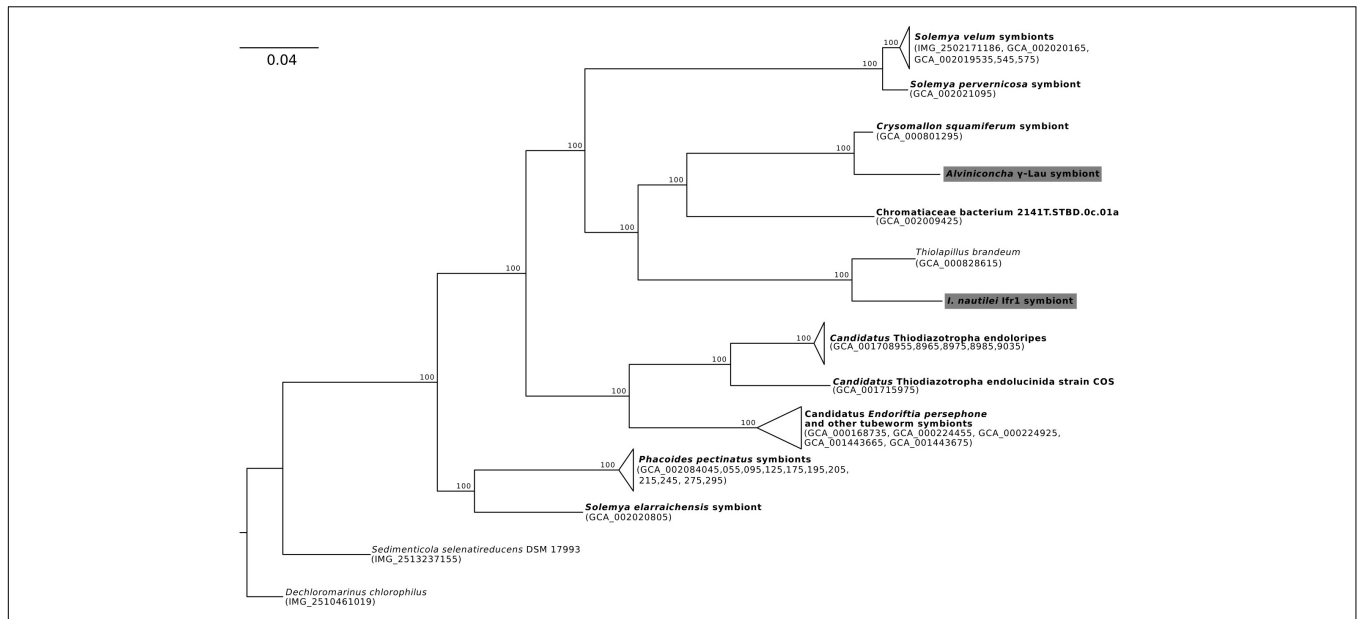 0.04
100
Solemya velum symbionts
(IMG_2502171186, GCA_002020165,
GCA_002019535,545,575)
100
Solemya pervernicosa symbiont
(GCA_002021095)
Crysomallon squamiferum symbiont
(GCA_000801295)
100
100
Alviniconcha γ-Lau symbiont
100
Chromatiaceae bacterium 2141T.STBD.0c.01a
(GCA_002009425)
100
Thiolapillus brandeum
(GCA_000828615)
100
100
I. nautilei Ifr1 symbiont
100
Candidatus Thiodiazotropha endoloripes
(GCA_001708955,8965,8975,8985,9035)
100
Candidatus Thiodiazotropha endolucinida strain COS
(GCA_001715975)
100
100
Candidatus Endoriftia persephone
and other tubeworm symbionts
(GCA_000168735, GCA_000224455, GCA_000224925,
GCA_001443665, GCA_001443675)
100
100
Phacoides pectinatus symbionts
(GCA_002084045,055,095,125,175,195,205,
215,245, 275,295)
100
Solemya elarraichensis symbiont
(GCA_002020805)
Sedimenticola selenatireducens DSM 17993
(IMG_2513237155)
Dechloromarinus chlorophilus
(IMG_2510461019)